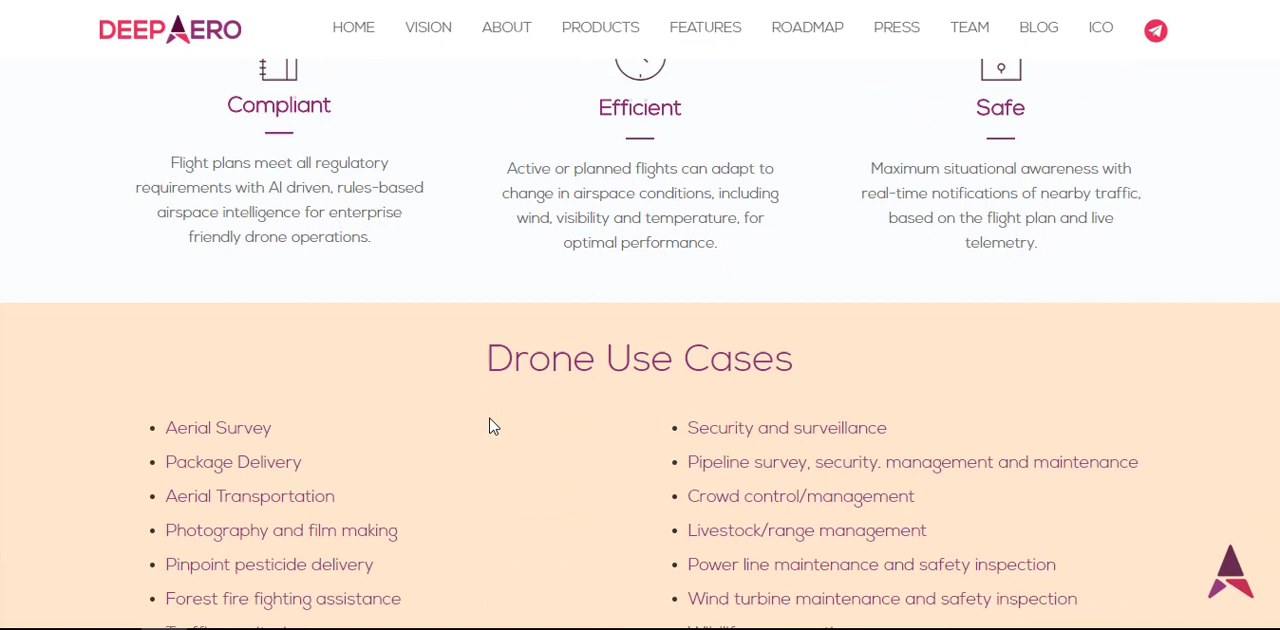 DEEPAERO
HOME VISION ABOUT PRODUCTS FEATURES ROADMAP PRESS TEAM BLOG ICO
Compliant
Flight plans meet all regulatory
requirements with AI driven, rules-based
airspace intelligence for enterprise
friendly drone operations.
Efficient
Active or planned flights can adapt to
change in airspace conditions, including
wind, visibility and temperature, for
optimal performance.
Safe
Maximum situational awareness with
real-time notifications of nearby traffic,
based on the flight plan and live
telemetry.
Drone Use Cases
Aerial Survey
Package Delivery
Aerial Transportation
Photography and film making
Pinpoint pesticide delivery
Forest fire fighting assistance
Security and surveillance
Pipeline survey, security. management and maintenance
Crowd control/management
Livestock/range management
Power line maintenance and safety inspection
Wind turbine maintenance and safety inspection